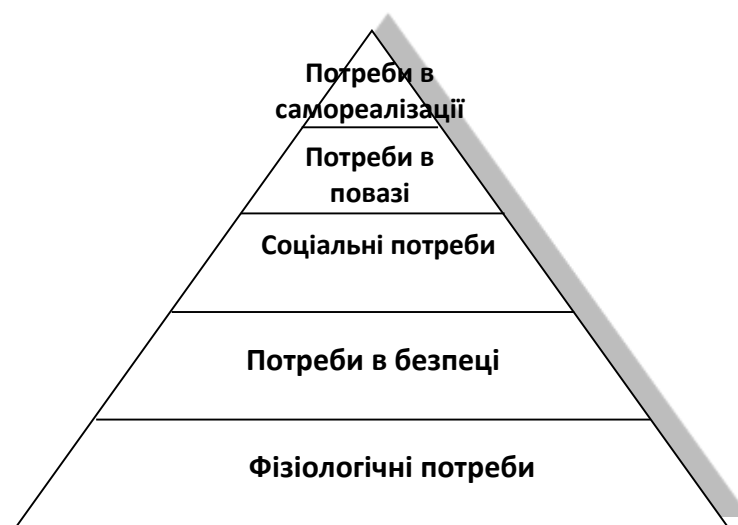 Потреби в
самореалізації
Потреби в
повазі
Соціальні потреби
Потреби в безпеці
Фізіологічні потреби